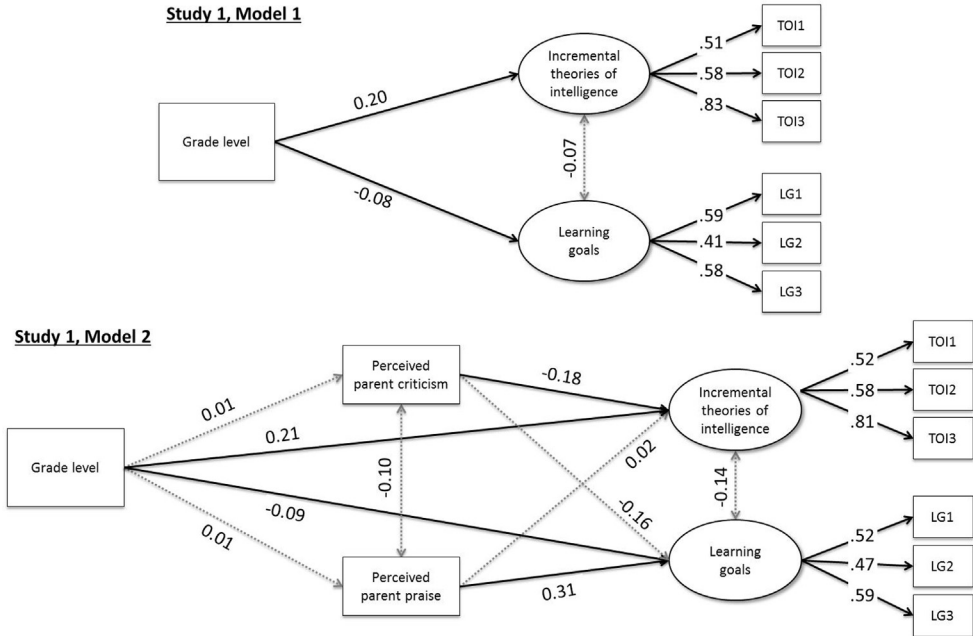 Study 1, Model 1
Grade level
0.20
-0.08
Incremental
theories of
intelligence
-0.07
Learning
goals
.51
.58
.83
TOI1
TOI2
TOI3
.59
.41
.58
LG1
LG2
LG3
Study 1, Model 2
Grade level
0.01
0.21
-0.09
0.01
Perceived
parent criticism
-0.10
Perceived
parent praise
-0.18
0.02
-0.16
0.31
Incremental
theories of
intelligence
-0.14
Learning
goals
.52
.58
.81
TOI1
TOI2
TOI3
.52
.47
.59
LG1
LG2
LG3